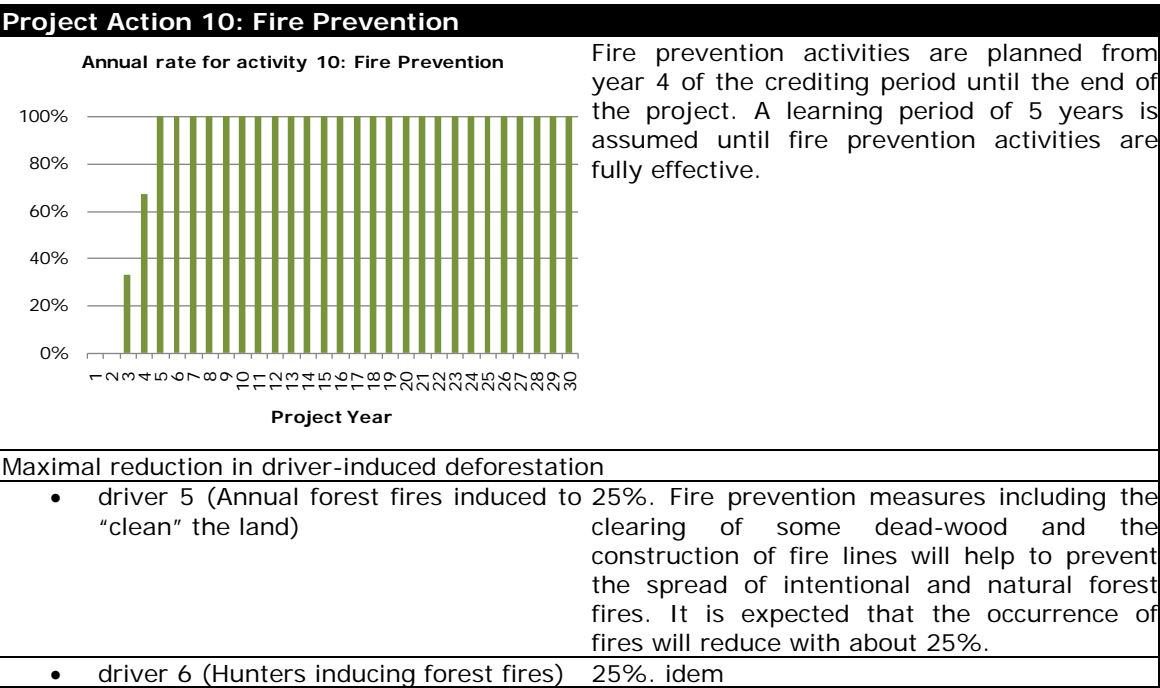 Project Action 10: Fire Prevention
Annual rate for activity 10: Fire Prevention
100%
80%
60%
40%
20%
0%
1 2 3 4 5 6 7 8 9 10 11 12 13 14 15 16 17 18 19 20 21 22 23 24 25 26 27 28 29 30
Project Year
Fire prevention activities are planned from
year 4 of the crediting period until the end of
the project. A learning period of 5 years is
assumed until fire prevention activities are
fully effective.
Maximal reduction in driver-induced deforestation
• driver 5 (Annual forest fires induced to
“clean” the land)
25%. Fire prevention measures including the
clearing of some dead-wood and the
construction of fire lines will help to prevent
the spread of intentional and natural forest
fires. It is expected that the occurrence of
fires will reduce with about 25%.
• driver 6 (Hunters inducing forest fires)
25%. idem